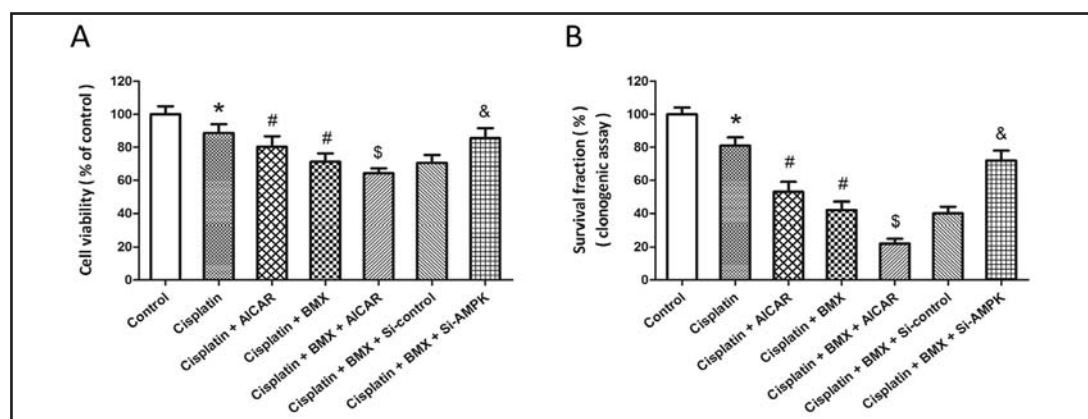 A
Cell viability ( % of control )
120
100
80
60
40
20
0
*
#
#
$
&
Control
Cisplatin
Cisplatin + AICAR
Cisplatin + BMX
Cisplatin + BMX + AICAR
Cisplatin + BMX + Si-control
Cisplatin + BMX + Si-AMPK
B
Survival fraction ( % )
( clonogenic assay )
120
100
80
60
40
20
0
*
#
#
$
&
Control
Cisplatin
Cisplatin + AICAR
Cisplatin + BMX
Cisplatin + BMX + AICAR
Cisplatin + BMX + Si-control
Cisplatin + BMX + Si-AMPK